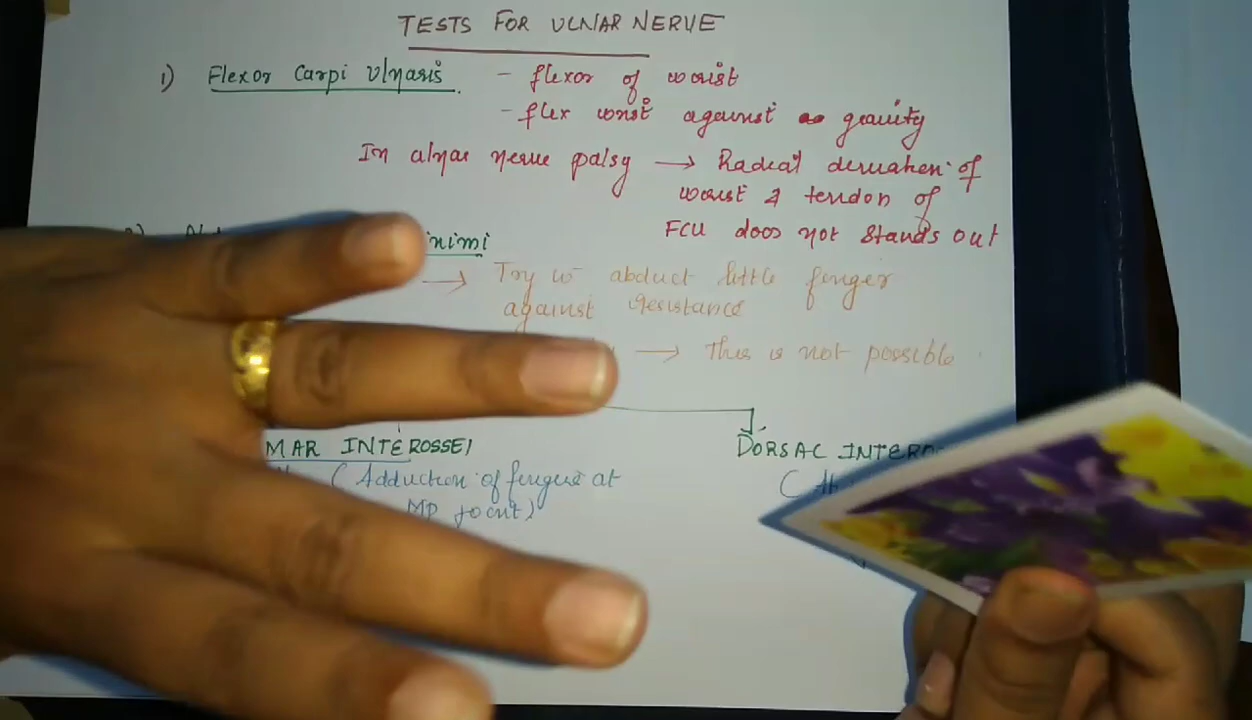 TESTS FOR ULNAR NERVE
1) Flexor Carpi Ulnaris - flexor of wrist
- flex wrist against gravity
In ulnar nerve palsy → Radial deviation of
wrist & tendon of
FCU does not stands out
inimi
→ Try to abduct little finger
against resistance
→ This is not possible
MAR INTEROSSEI DORSAL INTERO
(Adduction of fingers at (Ab
MP joint)